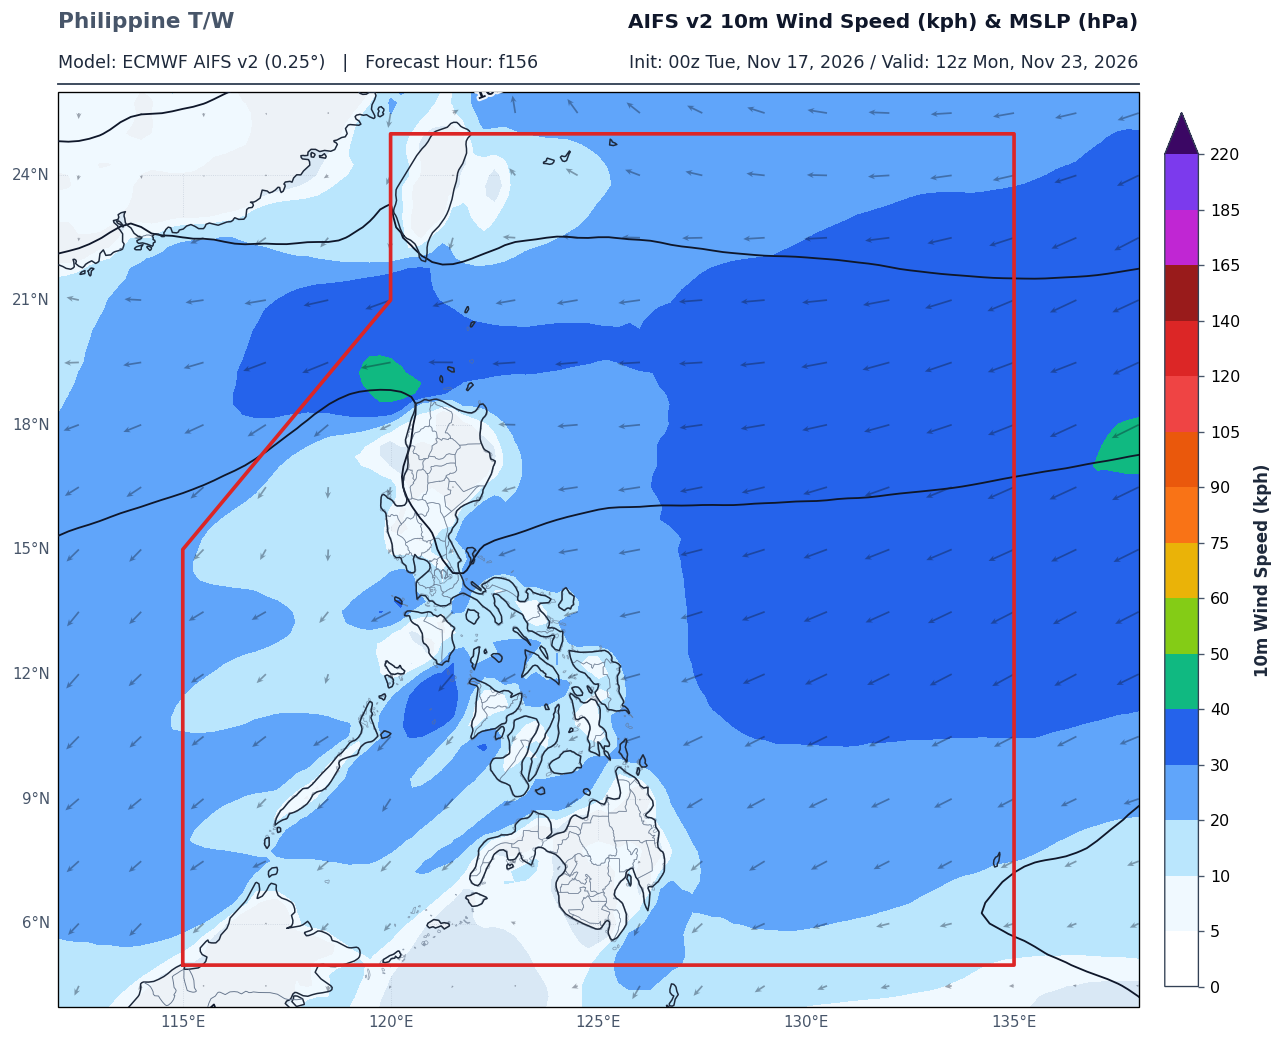 Philippine T/W
AIFS v2 10m Wind Speed (kph) & MSLP (hPa)
Model: ECMWF AIFS v2 (0.25°) | Forecast Hour: f156
Init: 00z Tue, Nov 17, 2026 / Valid: 12z Mon, Nov 23, 2026
24°N
21°N
18°N
15°N
12°N
9°N
6°N
115°E
120°E
125°E
130°E
135°E
220
185
165
140
120
105
90
75
60
50
40
30
20
10
5
0
10m Wind Speed (kph)